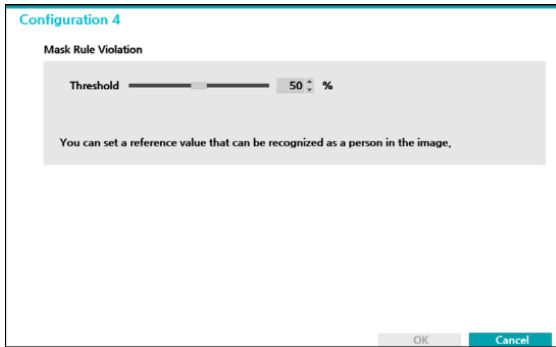 Configuration 4
Mask Rule Violation
Threshold 50 %
You can set a reference value that can be recognized as a person in the image,
OK Cancel